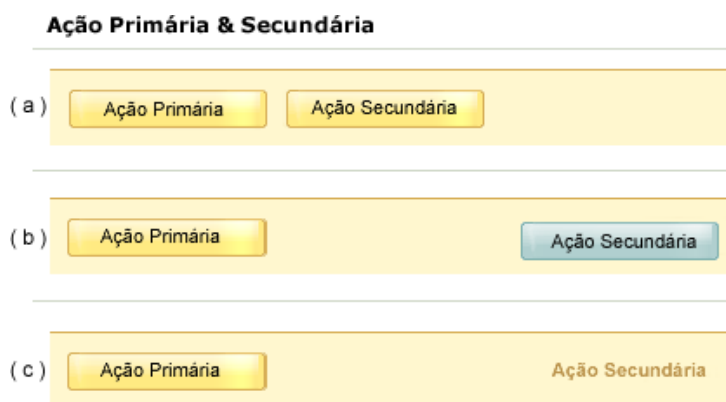 Ação Primária & Secundária
( a ) Ação Primária Ação Secundária
( b ) Ação Primária Ação Secundária
( c ) Ação Primária Ação Secundária